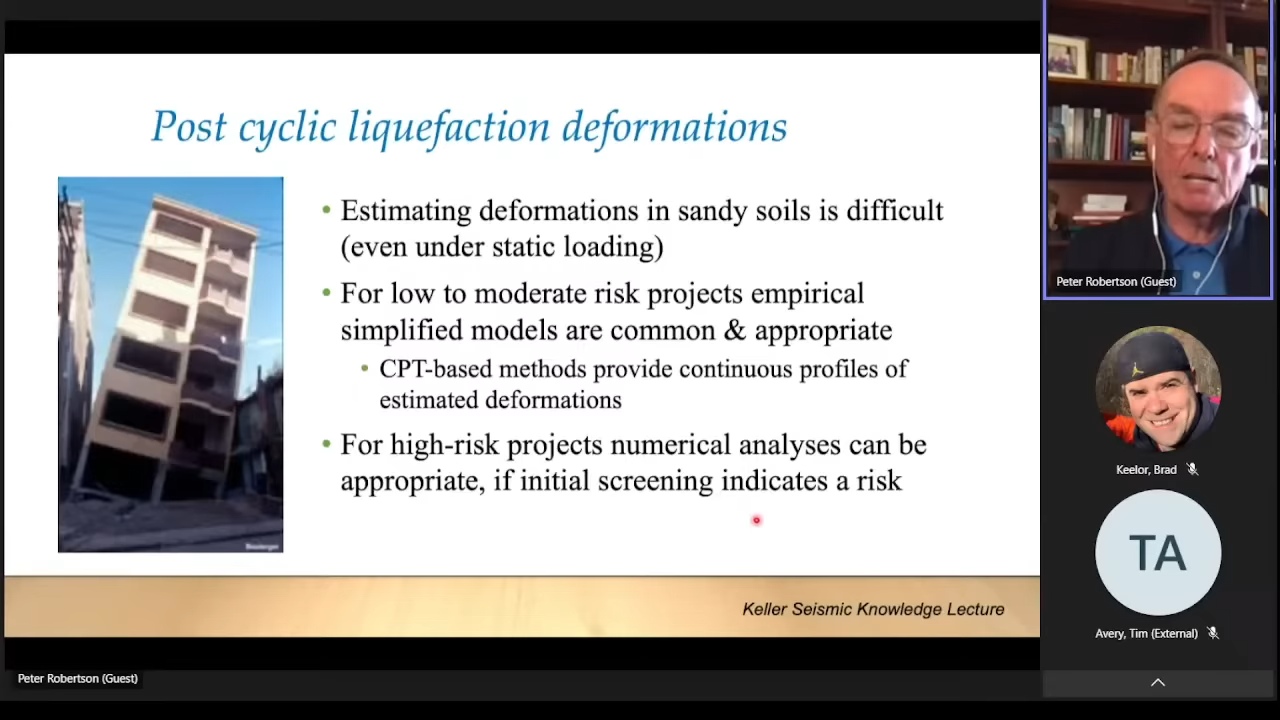 Post cyclic liquefaction deformations
• Estimating deformations in sandy soils is difficult
(even under static loading)
• For low to moderate risk projects empirical
simplified models are common & appropriate
• CPT-based methods provide continuous profiles of
estimated deformations
• For high-risk projects numerical analyses can be
appropriate, if initial screening indicates a risk
Keller Seismic Knowledge Lecture
Peter Robertson (Guest)
Peter Robertson (Guest)
Keelor, Brad
TA
Avery, Tim (External)